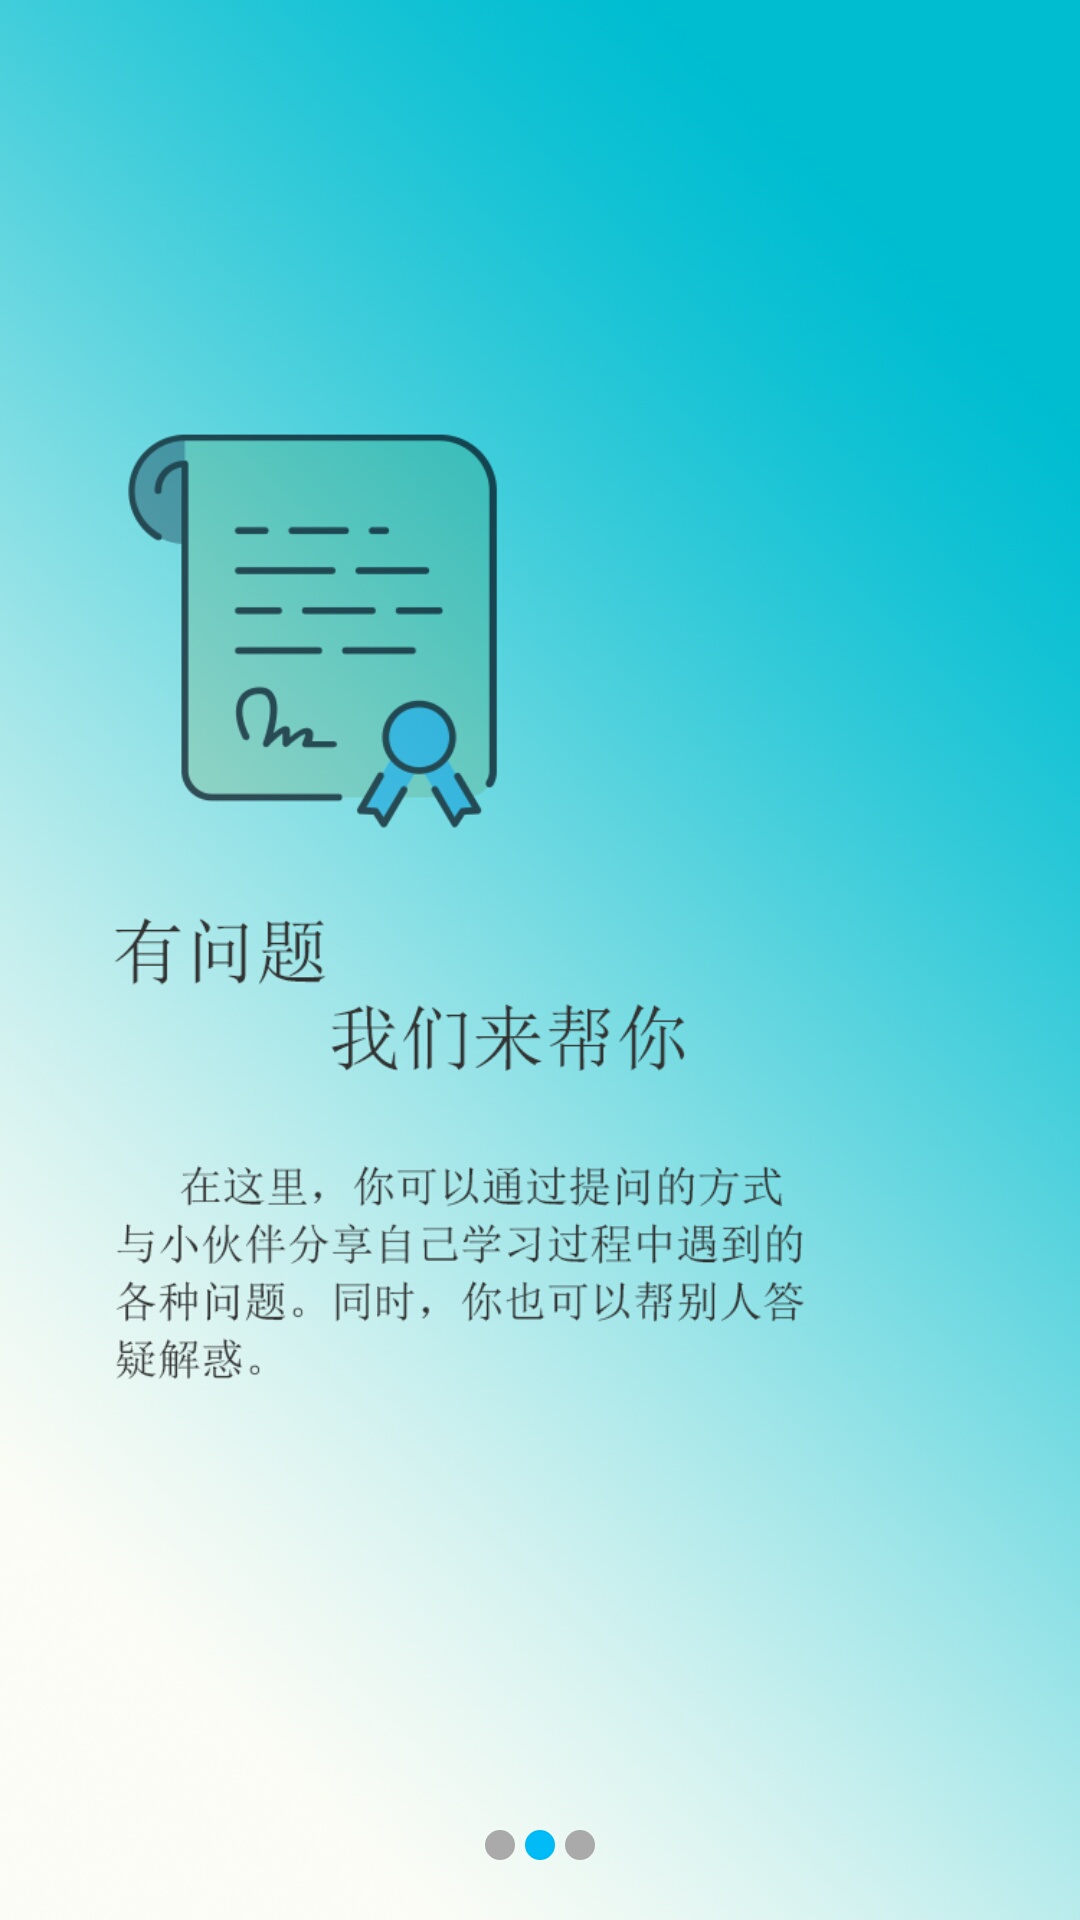 有问题
我们来帮你
在这里，你可以通过提问的方式
与小伙伴分享自己学习过程中遇到的
各种问题。同时，你也可以帮别人答
疑解惑。